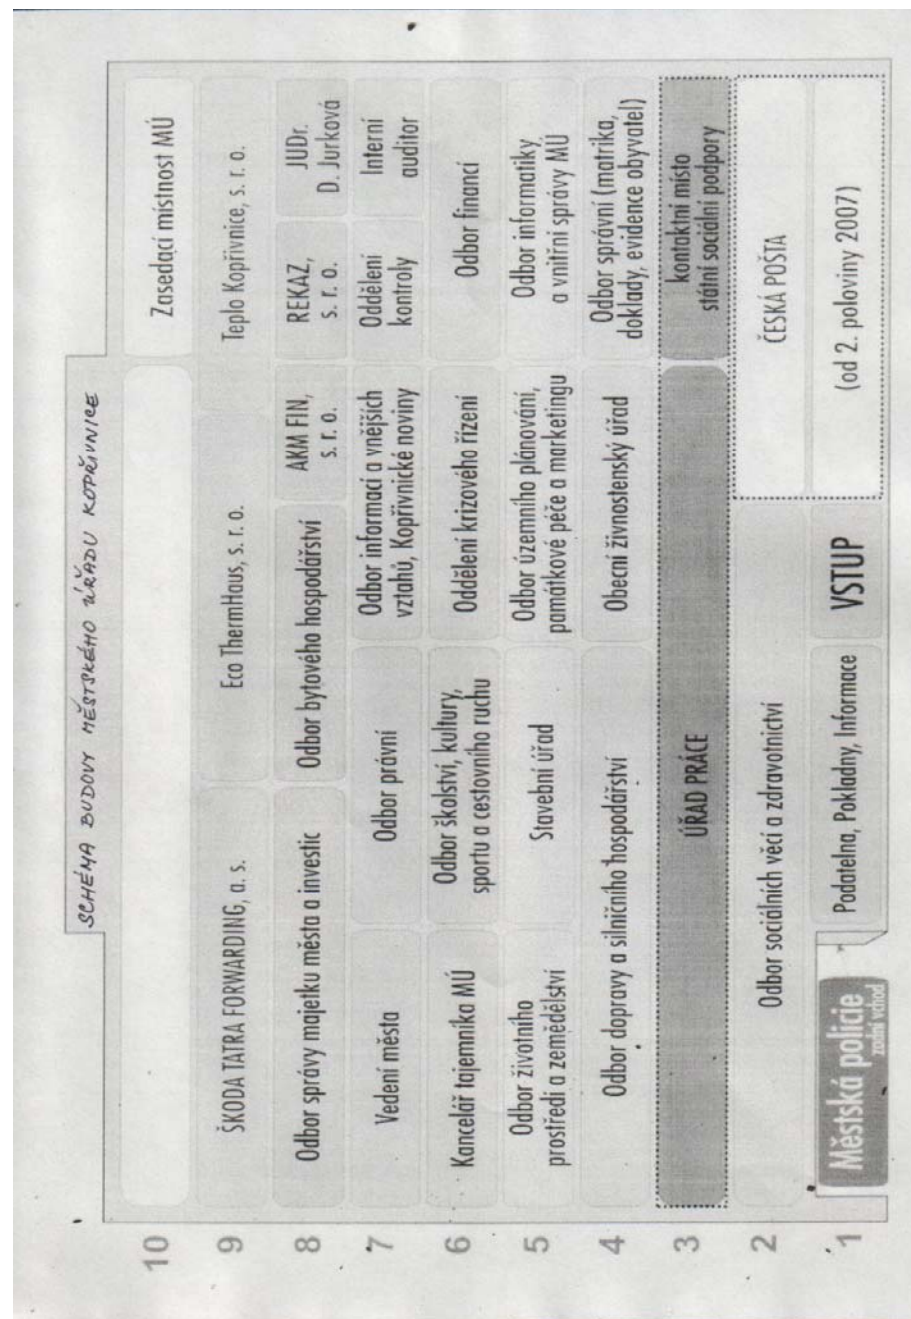 SCHÉMA BUDOVY MĚSTSKÉHO ÚŘADU KOPŘIVNICE
10
Zasedací místnost MÚ
9
ŠKODA TATRA FORWARDING, a. s.
Eco ThermHaus, s. r. o.
Teplo Kopřivnice, s. r. o.
8
Odbor správy majetku města a investic
Odbor bytového hospodářství
AKM FIN,
s. r. o.
REKAZ,
s. r. o.
JUDr.
D. Jurková
7
Vedení města
Odbor právní
Odbor informací a vnějších
vztahů, Kopřivnické noviny
Oddělení
kontroly
Interní
auditor
6
Kancelář tajemníka MÚ
Odbor školství, kultury,
sportu a cestovního ruchu
Oddělení krizového řízení
Odbor financí
5
Odbor životního
prostředí a zemědělství
Stavební úřad
Odbor územního plánování,
památkové péče a marketingu
Odbor informatiky
a vnitřní správy MÚ
4
Odbor dopravy a silničního hospodářství
Obecní živnostenský úřad
Odbor správní (matrika,
doklady, evidence obyvatel)
3
ÚŘAD PRÁCE
kontaktní místo
státní sociální podpory
2
Odbor sociálních věcí a zdravotnictví
ČESKÁ POŠTA
1
Městská policie
zadní vchod
Podatelna, Pokladny, Informace
VSTUP
(od 2. poloviny 2007)